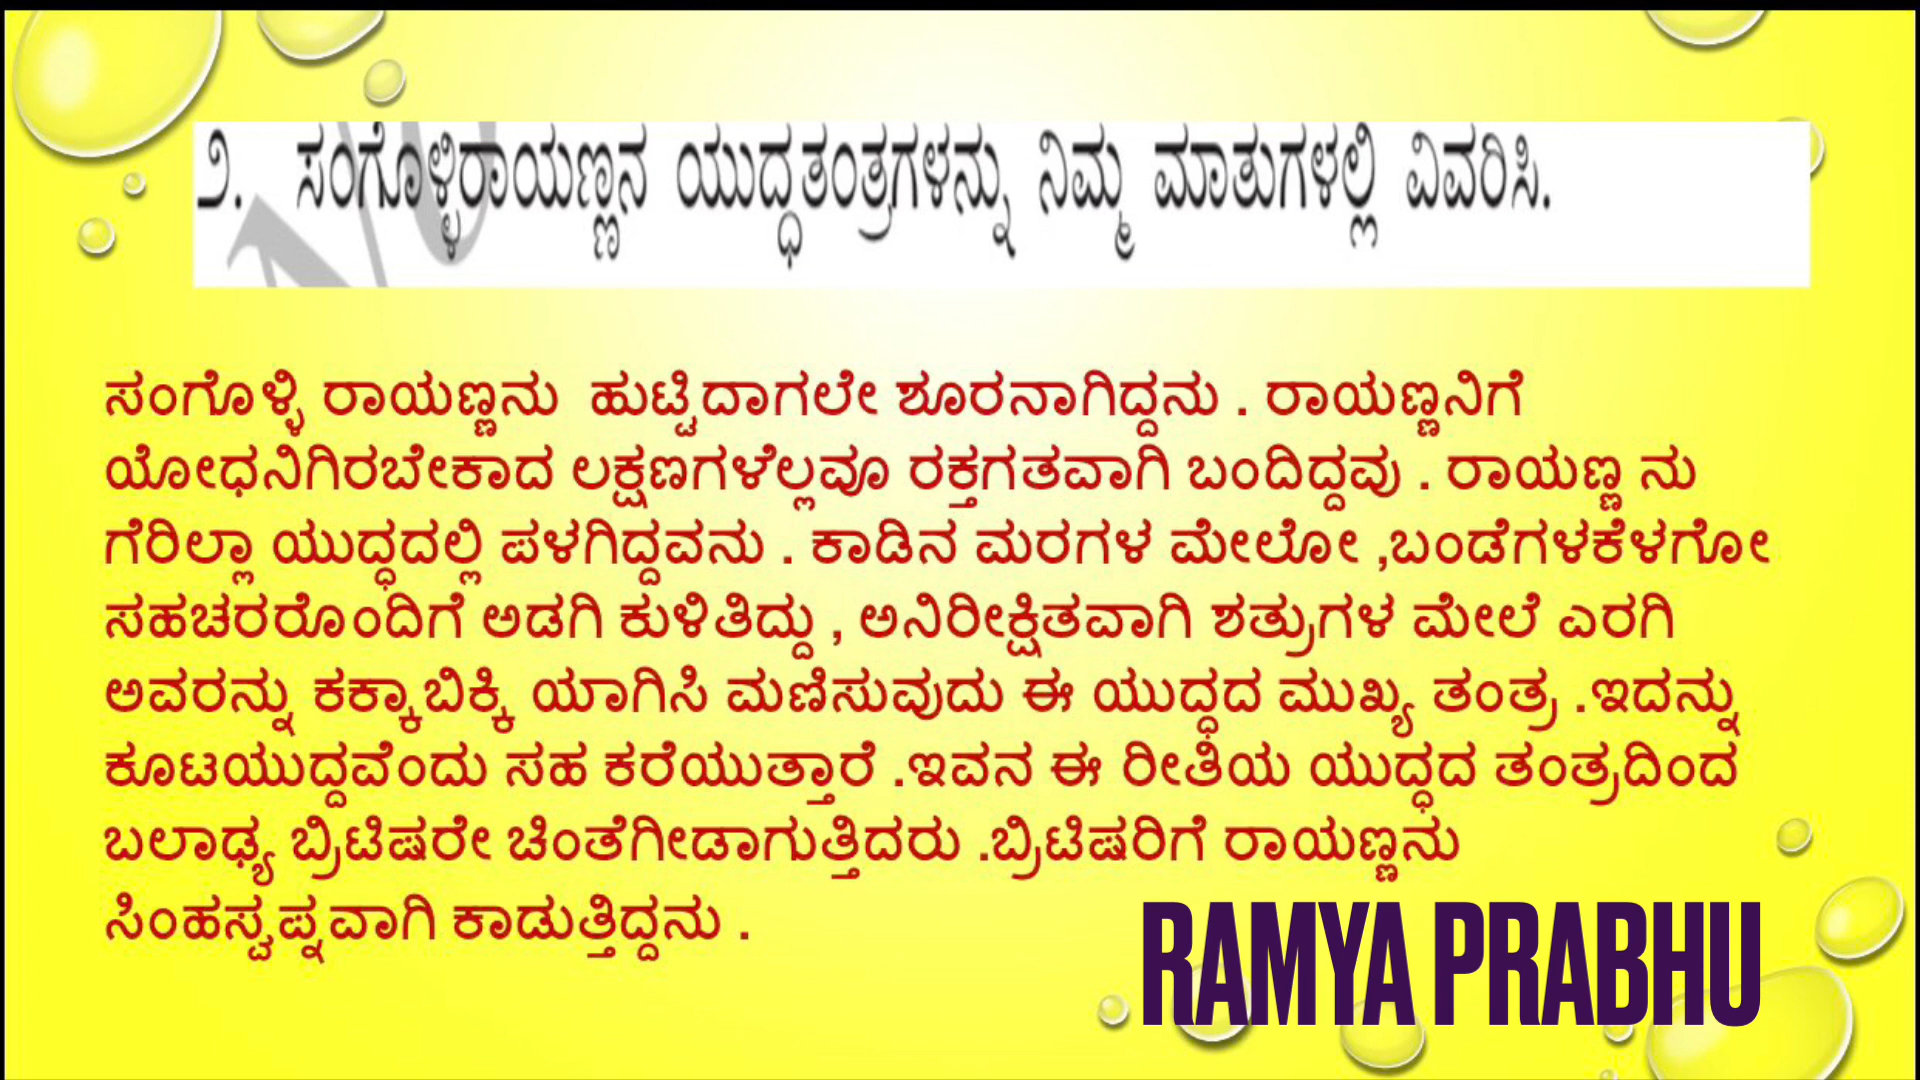 ೨. ಸಂಗೊಳ್ಳಿರಾಯಣ್ಣನ ಯುದ್ಧತಂತ್ರಗಳನ್ನು ನಿಮ್ಮ ಮಾತುಗಳಲ್ಲಿ ವಿವರಿಸಿ.
ಸಂಗೊಳ್ಳಿ ರಾಯಣ್ಣನು ಹುಟ್ಟಿದಾಗಲೇ ಶೂರನಾಗಿದ್ದನು . ರಾಯಣ್ಣನಿಗೆ
ಯೋಧನಿಗಿರಬೇಕಾದ ಲಕ್ಷಣಗಳೆಲ್ಲವೂ ರಕ್ತಗತವಾಗಿ ಬಂದಿದ್ದವು . ರಾಯಣ್ಣ ನು
ಗೆರಿಲ್ಲಾ ಯುದ್ಧದಲ್ಲಿ ಪಳಗಿದ್ದವನು . ಕಾಡಿನ ಮರಗಳ ಮೇಲೋ ,ಬಂಡೆಗಳಕೆಳಗೋ
ಸಹಚರರೊಂದಿಗೆ ಅಡಗಿ ಕುಳಿತಿದ್ದು , ಅನಿರೀಕ್ಷಿತವಾಗಿ ಶತ್ರುಗಳ ಮೇಲೆ ಎರಗಿ
ಅವರನ್ನು ಕಕ್ಕಾಬಿಕ್ಕಿ ಯಾಗಿಸಿ ಮಣಿಸುವುದು ಈ ಯುದ್ಧದ ಮುಖ್ಯ ತಂತ್ರ .ಇದನ್ನು
ಕೂಟಯುದ್ದವೆಂದು ಸಹ ಕರೆಯುತ್ತಾರೆ .ಇವನ ಈ ರೀತಿಯ ಯುದ್ಧದ ತಂತ್ರದಿಂದ
ಬಲಾಢ್ಯ ಬ್ರಿಟಿಷರೇ ಚಿಂತೆಗೀಡಾಗುತ್ತಿದರು .ಬ್ರಿಟಿಷರಿಗೆ ರಾಯಣ್ಣನು
ಸಿಂಹಸ್ವಪ್ನವಾಗಿ ಕಾಡುತ್ತಿದ್ದನು .
RAMYA PRABHU